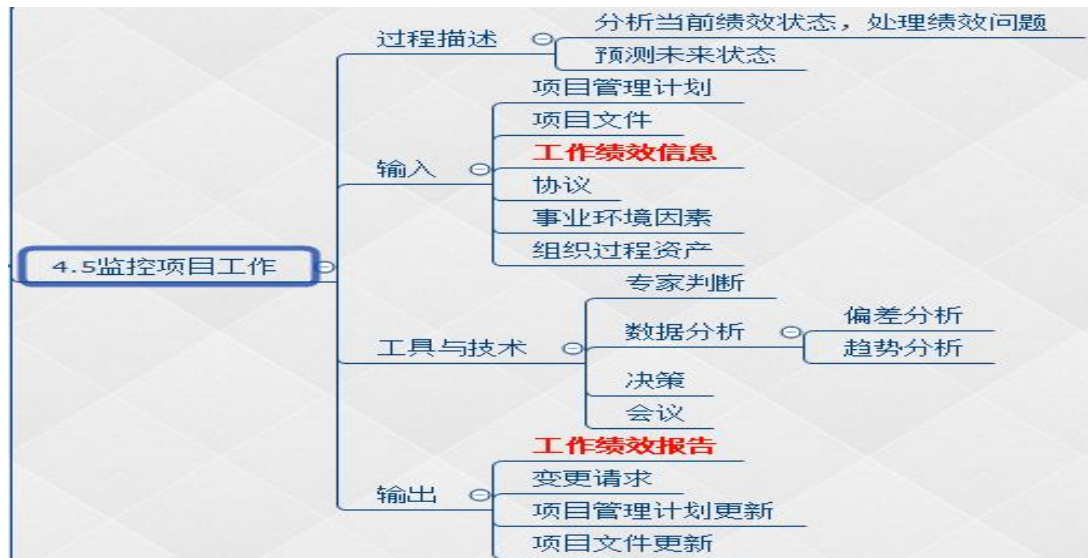 过程描述
分析当前绩效状态，处理绩效问题
预测未来状态
项目管理计划
项目文件
输入
工作绩效信息
协议
事业环境因素
组织过程资产
4.5监控项目工作
专家判断
工具与技术
数据分析
偏差分析
趋势分析
决策
会议
工作绩效报告
输出
变更请求
项目管理计划更新
项目文件更新